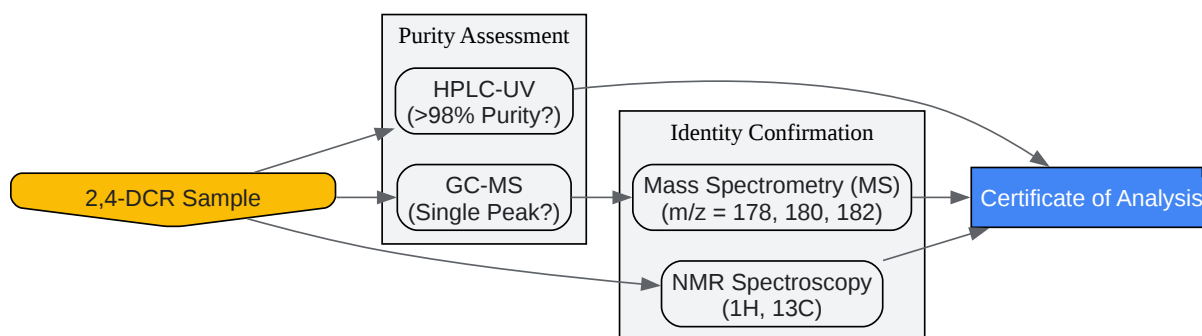 Purity Assessment
HPLC-UV
(>98% Purity?)
Identity Confirmation
2,4-DCR Sample
GC-MS
(Single Peak?)
Mass Spectrometry (MS)
(m/z = 178, 180, 182)
Certificate of Analysis
NMR Spectroscopy
(1H, 13C)